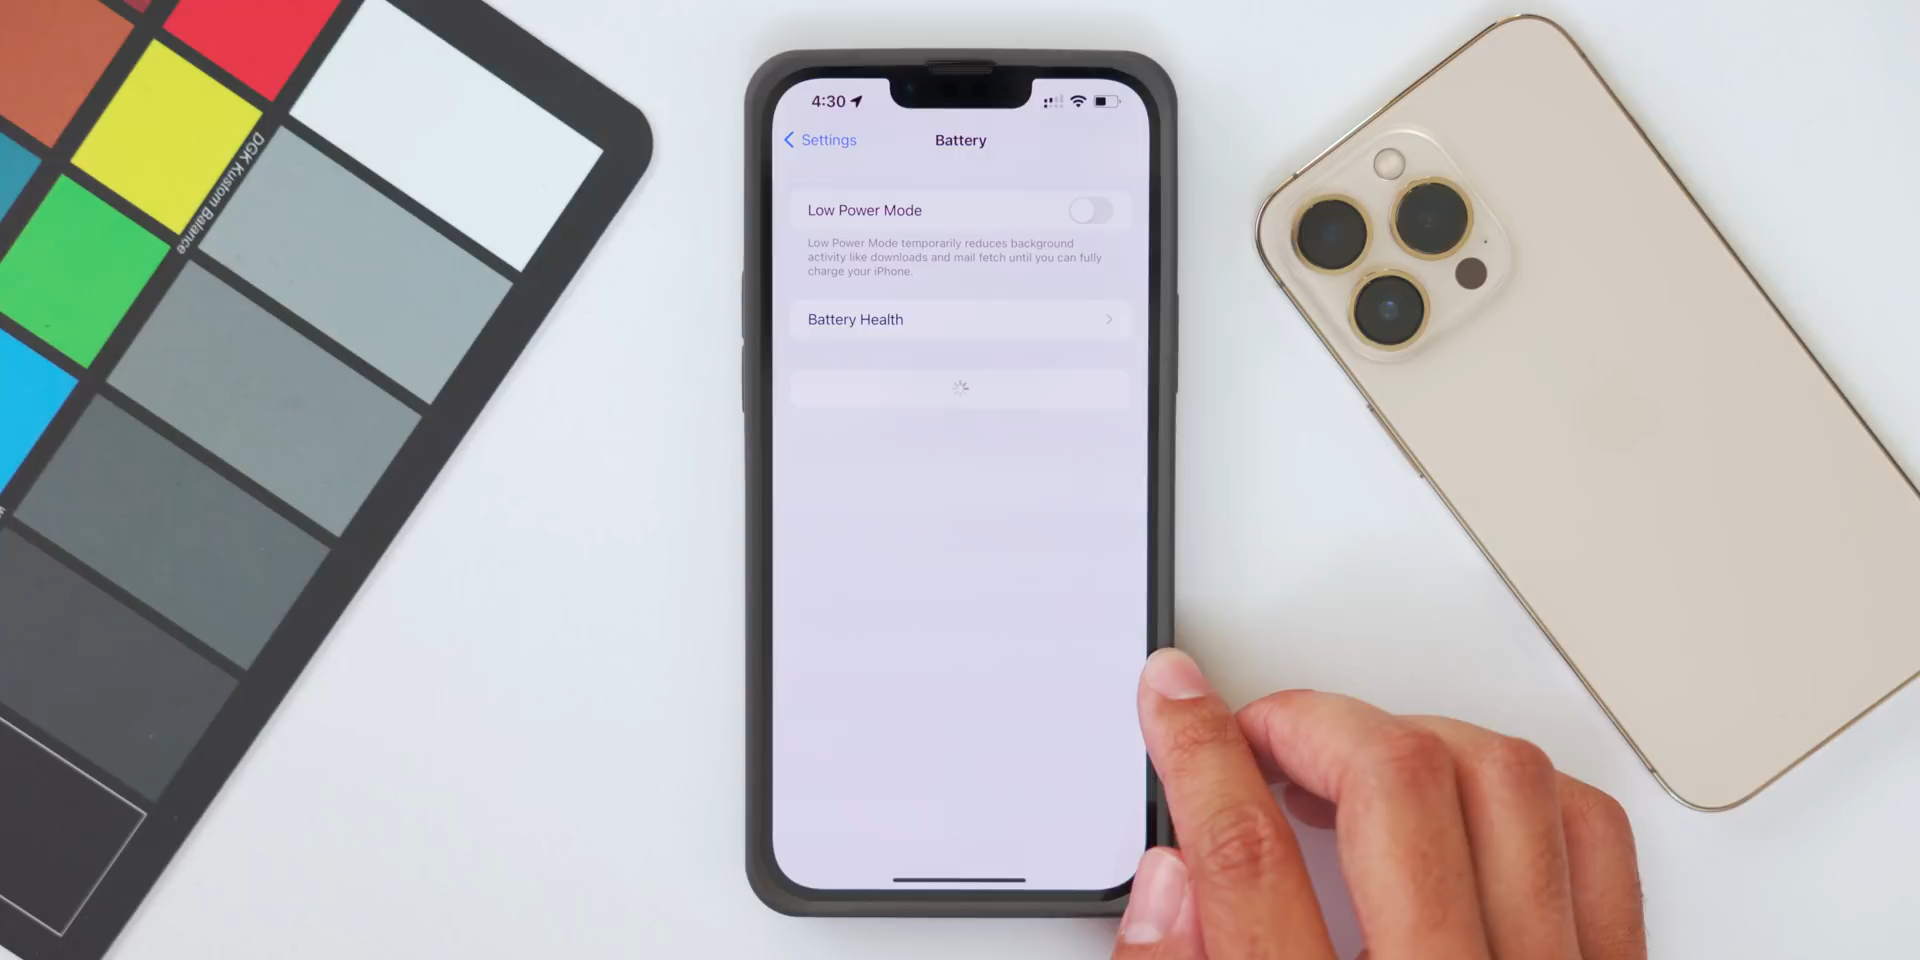 DGK Kustom Balance
4:30
Settings
Battery
Low Power Mode
Low Power Mode temporarily reduces background
activity like downloads and mail fetch until you can fully
charge your iPhone.
Battery Health